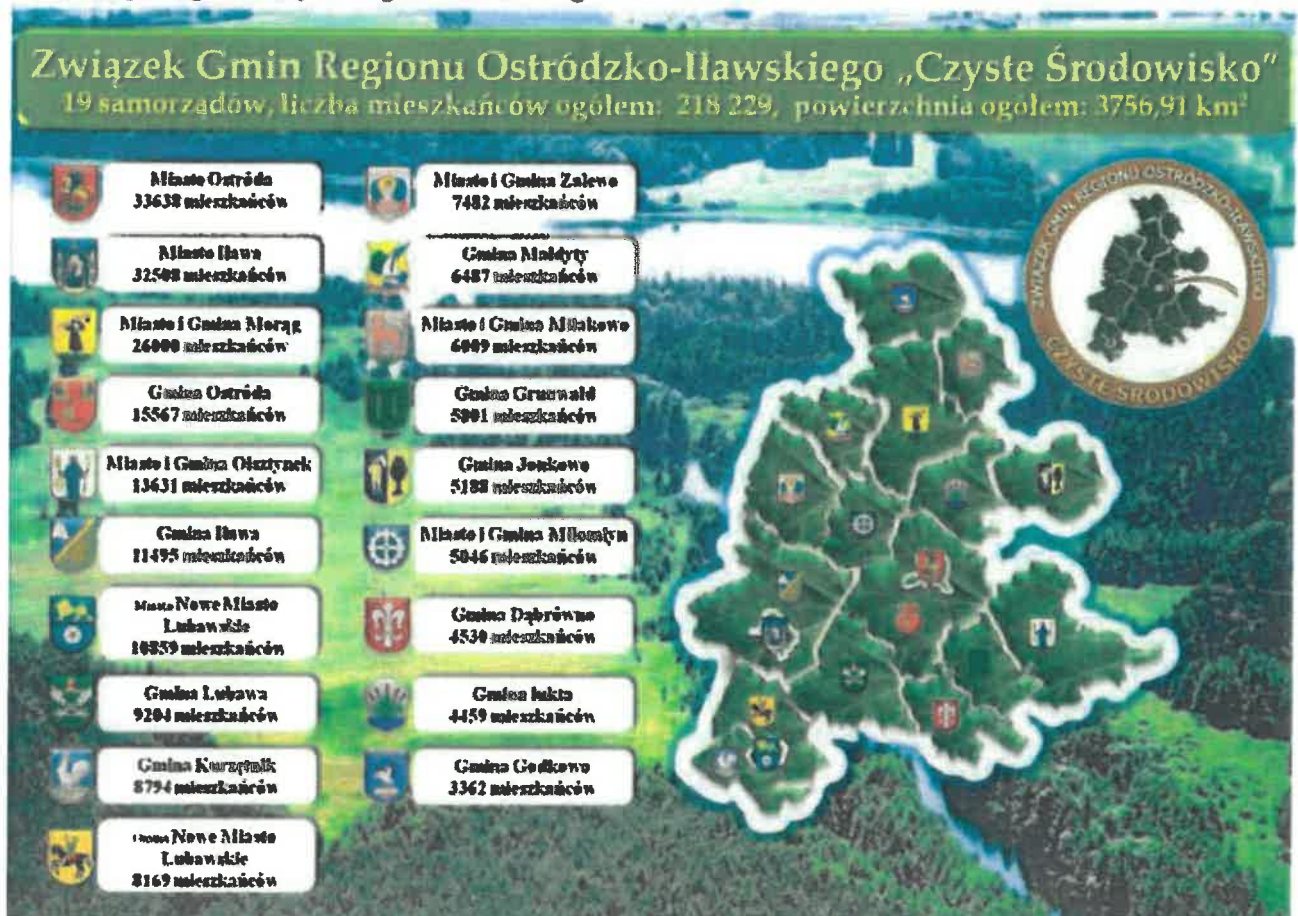 Związek Gmin Regionu Ostródzko-Iławskiego „Czyste Środowisko”
19 samorządów, liczba mieszkańców ogółem: 218 229, powierzchnia ogółem: 3756,91 km²
Miasto Ostróda
33638 mieszkańców
Miasto Iława
32508 mieszkańców
Miasto i Gmina Morąg
26000 mieszkańców
Gmina Ostróda
15567 mieszkańców
Miasto i Gmina Olsztynek
13631 mieszkańców
Gmina Iława
11495 mieszkańców
Miasto Nowe Miasto
Lubawskie
10859 mieszkańców
Gmina Lubawa
9204 mieszkańców
Gmina Kurzętnik
8794 mieszkańców
Gmina Nowe Miasto
Lubawskie
8169 mieszkańców
Miasto i Gmina Zalewo
7482 mieszkańców
Gmina Małdyty
6487 mieszkańców
Miasto i Gmina Miłakowo
6009 mieszkańców
Gmina Grunwald
5801 mieszkańców
Gmina Jonkowo
5188 mieszkańców
Miasto i Gmina Miłomłyn
5046 mieszkańców
Gmina Dąbrówno
4530 mieszkańców
Gmina łukta
4459 mieszkańców
Gmina Godkowo
3362 mieszkańców
ZWIĄZEK GMIN REGIONU OSTRÓDZKO-IŁAWSKIEGO
CZYSTE ŚRODOWISKO